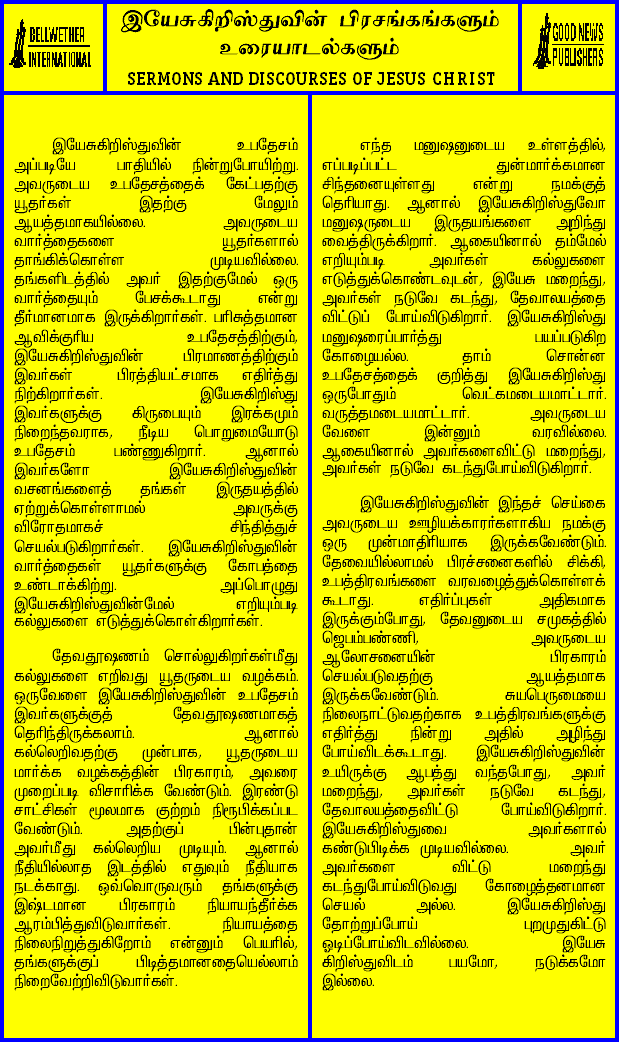 BELLWETHER
INTERNATIONAL
இயேசுகிறிஸ்துவின் பிரசங்கங்களும்
உரையாடல்களும்
SERMONS AND DISCOURSES OF JESUS CHRIST
GOOD NEWS
PUBLISHERS
இயேசுகிறிஸ்துவின் உபதேசம்
அப்படியே பாதியில் நின்றுபோயிற்று.
அவருடைய உபதேசத்தைக் கேட்பதற்கு
யூதர்கள் இதற்கு மேலும்
ஆயத்தமாகயில்லை. அவருடைய
வார்த்தைகளை யூதர்களால்
தாங்கிக்கொள்ள முடியவில்லை.
தங்களிடத்தில் அவர் இதற்குமேல் ஒரு
வார்த்தையும் பேசக்கூடாது என்று
தீர்மானமாக இருக்கிறார்கள். பரிசுத்தமான
ஆவிக்குரிய உபதேசத்திற்கும்,
இயேசுகிறிஸ்துவின் பிரமாணத்திற்கும்
இவர்கள் பிரத்தியட்சமாக எதிர்த்து
நிற்கிறார்கள். இயேசுகிறிஸ்து
இவர்களுக்கு கிருபையும் இரக்கமும்
நிறைந்தவராக, நீடிய பொறுமையோடு
உபதேசம் பண்ணுகிறார். ஆனால்
இவர்களோ இயேசுகிறிஸ்துவின்
வசனங்களைத் தங்கள் இருதயத்தில்
ஏற்றுக்கொள்ளாமல் அவருக்கு
விரோதமாகச் சிந்தித்துச்
செயல்படுகிறார்கள். இயேசுகிறிஸ்துவின்
வார்த்தைகள் யூதர்களுக்கு கோபத்தை
உண்டாக்கிற்று. அப்பொழுது
இயேசுகிறிஸ்துவின்மேல் எறியும்படி
கல்லுகளை எடுத்துக்கொள்கிறார்கள்.
தேவதூஷணம் சொல்லுகிறர்கள்மீது
கல்லுகளை எறிவது யூதருடைய வழக்கம்.
ஒருவேளை இயேசுகிறிஸ்துவின் உபதேசம்
இவர்களுக்குத் தேவதூஷணமாகத்
தெரிந்திருக்கலாம். ஆனால்
கல்லெறிவதற்கு முன்பாக, யூதருடைய
மார்க்க வழக்கத்தின் பிரகாரம், அவரை
முறைப்படி விசாரிக்க வேண்டும். இரண்டு
சாட்சிகள் மூலமாக குற்றம் நிரூபிக்கப்பட
வேண்டும். அதற்குப் பின்புதான்
அவர்மீது கல்லெறிய முடியும். ஆனால்
நீதியில்லாத இடத்தில் எதுவும் நீதியாக
நடக்காது. ஒவ்வொருவரும் தங்களுக்கு
இஷ்டமான பிரகாரம் நியாயந்தீர்க்க
ஆரம்பித்துவிடுவார்கள். நியாயத்தை
நிலைநிறுத்துகிறோம் என்னும் பெயரில்,
தங்களுக்குப் பிடித்தமானதையெல்லாம்
நிறைவேற்றிவிடுவார்கள்.
எந்த மனுஷனுடைய உள்ளத்தில்,
எப்படிப்பட்ட துன்மார்க்கமான
சிந்தனையுள்ளது என்று நமக்குத்
தெரியாது. ஆனால் இயேசுகிறிஸ்துவோ
மனுஷருடைய இருதயங்களை அறிந்து
வைத்திருக்கிறார். ஆகையினால் தம்மேல்
எறியும்படி அவர்கள் கல்லுகளை
எடுத்துக்கொண்டவுடன், இயேசு மறைந்து,
அவர்கள் நடுவே கடந்து, தேவாலயத்தை
விட்டுப் போய்விடுகிறார். இயேசுகிறிஸ்து
மனுஷரைப்பார்த்து பயப்படுகிற
கோழையல்ல. தாம் சொன்ன
உபதேசத்தைக் குறித்து இயேசுகிறிஸ்து
ஒருபோதும் வெட்கமடையமாட்டார்.
வருத்தமடையமாட்டார். அவருடைய
வேளை இன்னும் வரவில்லை.
ஆகையினால் அவர்களைவிட்டு மறைந்து,
அவர்கள் நடுவே கடந்துபோய்விடுகிறார்.
இயேசுகிறிஸ்துவின் இந்தச் செய்கை
அவருடைய ஊழியக்காரர்களாகிய நமக்கு
ஒரு முன்மாதிரியாக இருக்கவேண்டும்.
தேவையில்லாமல் பிரச்சனைகளில் சிக்கி,
உபத்திரவங்களை வரவழைத்துக்கொள்ளக்
கூடாது. எதிர்ப்புகள் அதிகமாக
இருக்கும்போது, தேவனுடைய சமுகத்தில்
ஜெபம்பண்ணி, அவருடைய
ஆலோசனையின் பிரகாரம்
செயல்படுவதற்கு ஆயத்தமாக
இருக்கவேண்டும். சுயபெருமையை
நிலைநாட்டுவதற்காக உபத்திரவங்களுக்கு
எதிர்த்து நின்று அதில் அழிந்து
போய்விடக்கூடாது. இயேசுகிறிஸ்துவின்
உயிருக்கு ஆபத்து வந்தபோது, அவர்
மறைந்து, அவர்கள் நடுவே கடந்து,
தேவாலயத்தைவிட்டு போய்விடுகிறார்.
இயேசுகிறிஸ்துவை அவர்களால்
கண்டுபிடிக்க முடியவில்லை. அவர்
அவர்களை விட்டு மறைந்து
கடந்துபோய்விடுவது கோழைத்தனமான
செயல் அல்ல. இயேசுகிறிஸ்து
தோற்றுப்போய் புறமுதுகிட்டு
ஓடிப்போய்விடவில்லை. இயேசு
கிறிஸ்துவிடம் பயமோ, நடுக்கமோ
இல்லை.